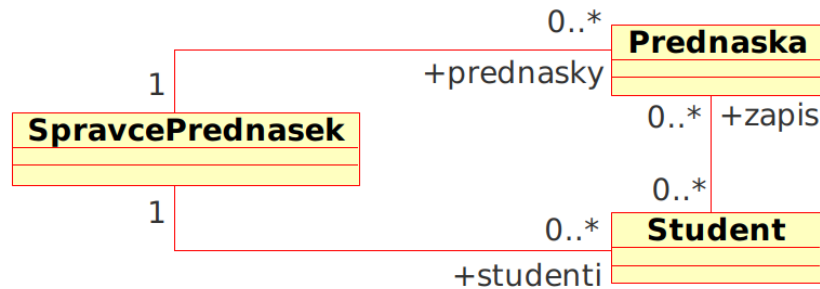 0..*
Prednaska
+prednasky
1
0..* +zapis
SpravcePrednasek
1
0..*
0..*
Student
+studenti